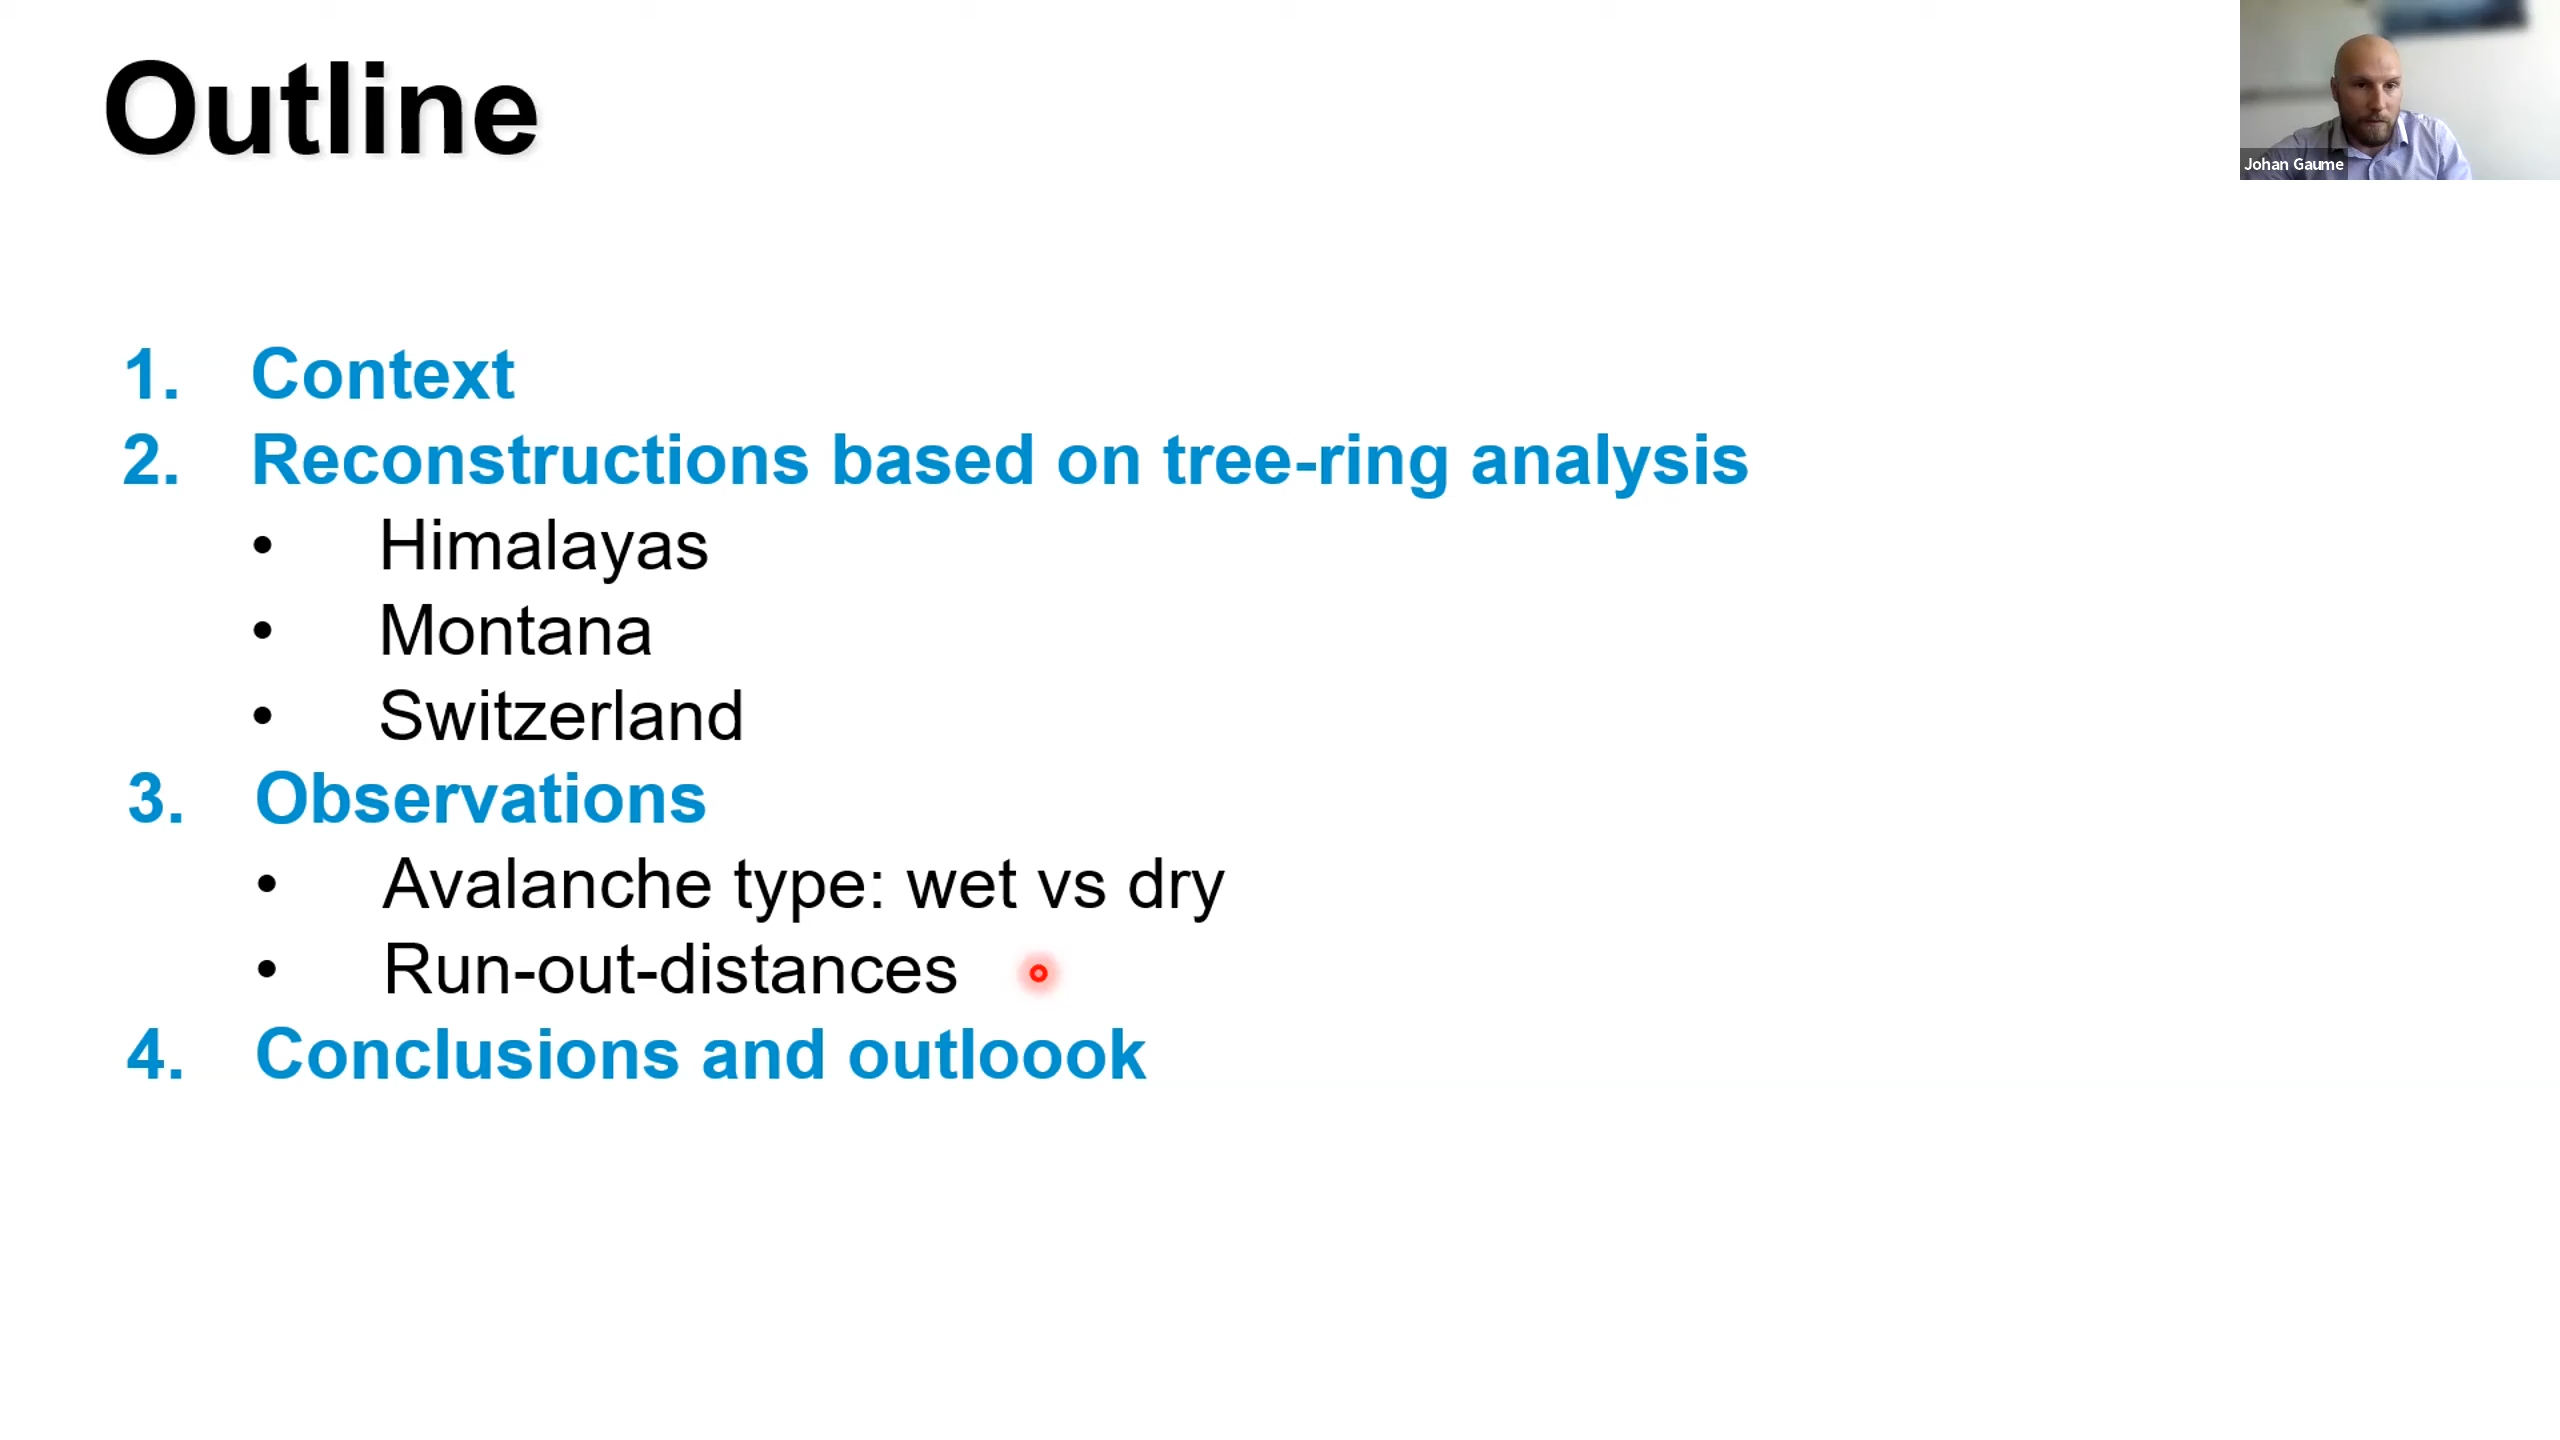 Outline
Johan Gaume
1. Context
2. Reconstructions based on tree-ring analysis
• Himalayas
• Montana
• Switzerland
3. Observations
• Avalanche type: wet vs dry
• Run-out-distances
4. Conclusions and outloook